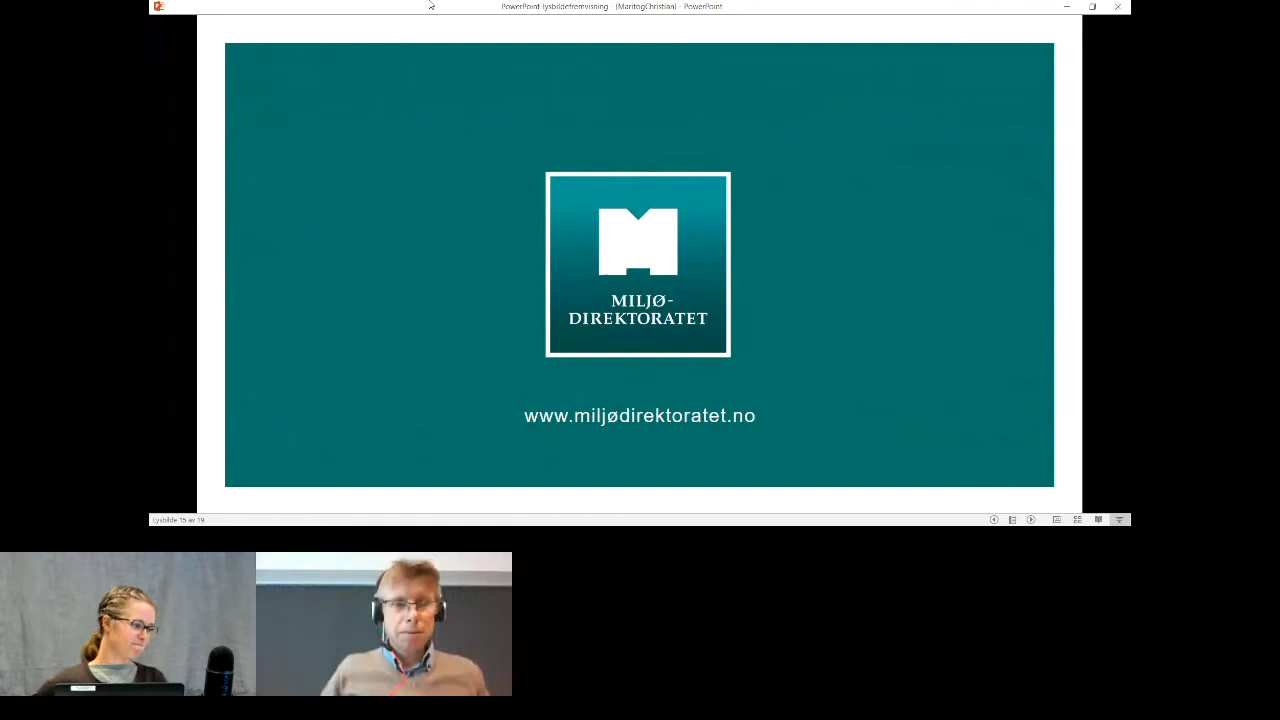 PowerPoint-lysbildefremvisning - [MaritogChristian] - PowerPoint
MILJØ-
DIREKTORATET
www.miljødirektoratet.no
Lysbilde 15 av 19